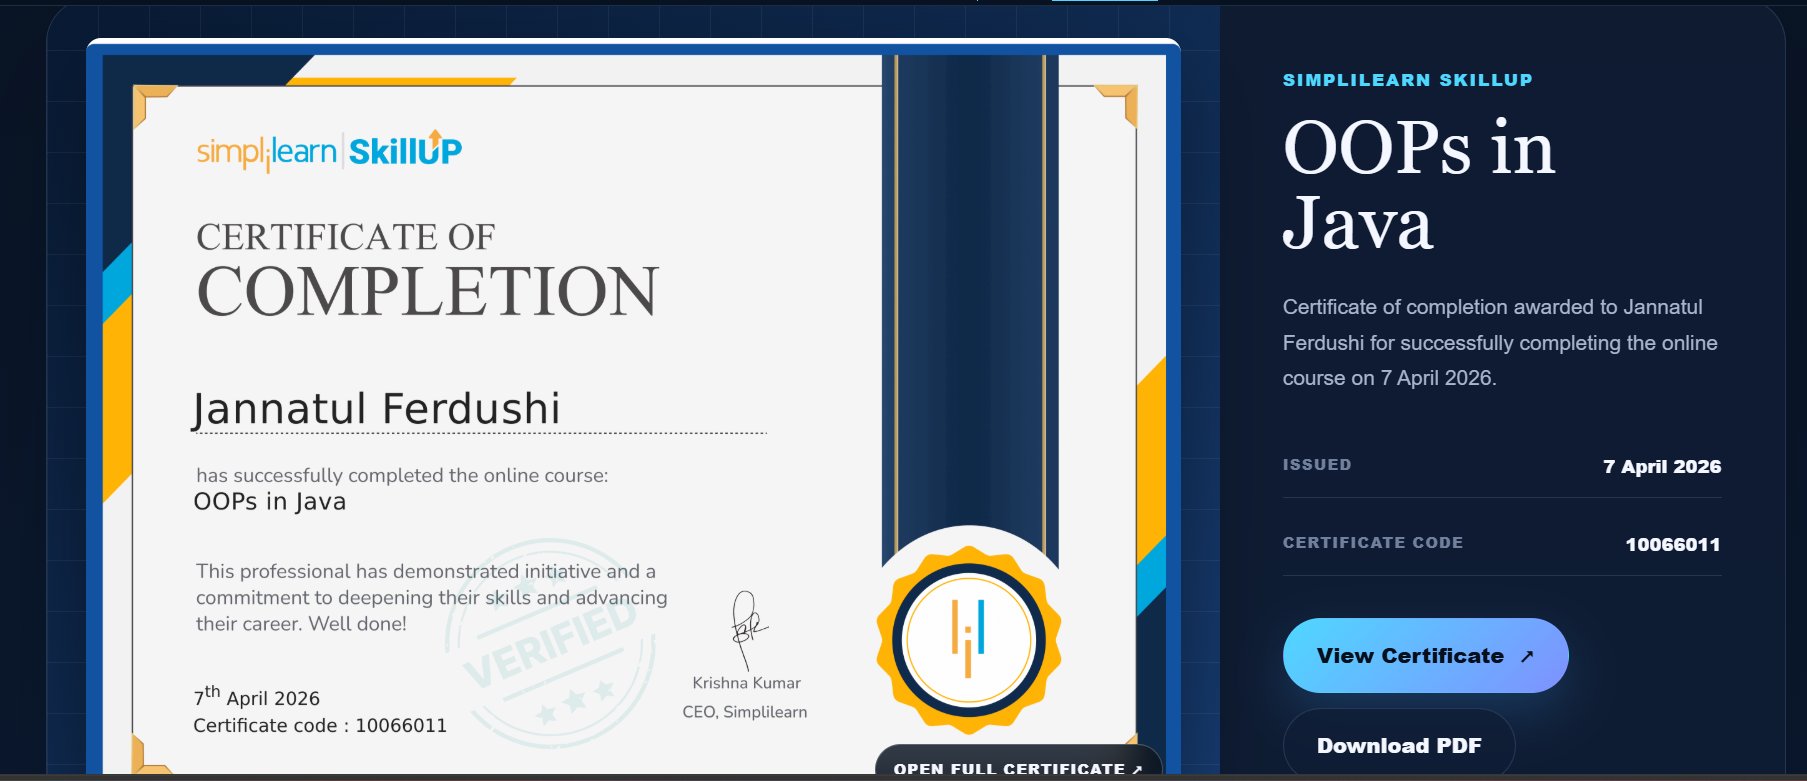 simplilearn SkillUP
CERTIFICATE OF
COMPLETION
Jannatul Ferdushi
has successfully completed the online course:
OOPs in Java
This professional has demonstrated initiative and a
commitment to deepening their skills and advancing
their career. Well done!
VERIFIED
7th April 2026
Certificate code : 10066011
Krishna Kumar
CEO, Simplilearn
OPEN FULL CERTIFICATE ↗
SIMPLILEARN SKILLUP
OOPs in
Java
Certificate of completion awarded to Jannatul
Ferdushi for successfully completing the online
course on 7 April 2026.
ISSUED 7 April 2026
CERTIFICATE CODE 10066011
View Certificate ↗
Download PDF